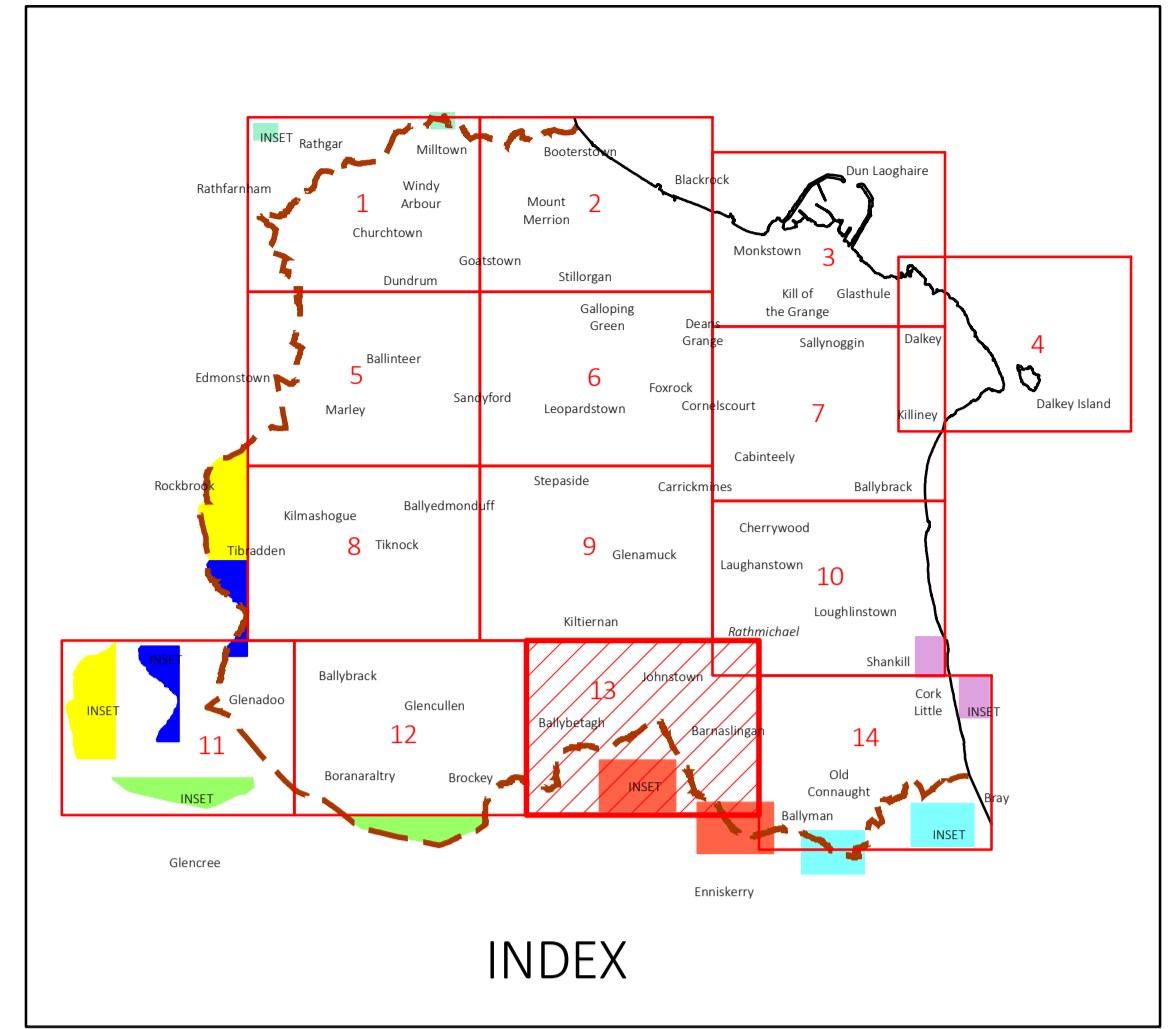 INSET
Rathgar
Milltown
Booterstown
Rathfarnham
Windy
Arbour
1
Churchtown
Mount
Merrion
2
Blackrock
Dun Laoghaire
Goatstown
Dundrum
Stillorgan
Monkstown
3
Kill of
the Grange
Glasthule
Galloping
Green
Deans
Grange
Sallynoggin
Dalkey
4
Dalkey Island
Edmonstown
Ballinteer
5
Marley
Sandyford
6
Leopardstown
Foxrock
Cornelscourt
7
Killiney
Cabinteely
Ballybrack
Rockbrook
Kilmashogue
Ballyedmonduff
Stepaside
Carrickmines
Tibradden
8
Tiknock
9
Glenamuck
Kiltiernan
Cherrywood
Laughanstown
10
Loughlinstown
Rathmichael
Shankill
INSET
INSET
Glenadoo
11
INSET
Ballybrack
Glencullen
12
Boranaraltry
Brockey
13
Johnstown
Ballybetagh
Barnaslingan
INSET
Cork
Little
INSET
14
Old
Connaught
Ballyman
Bray
INSET
Glencree
Enniskerry
INDEX